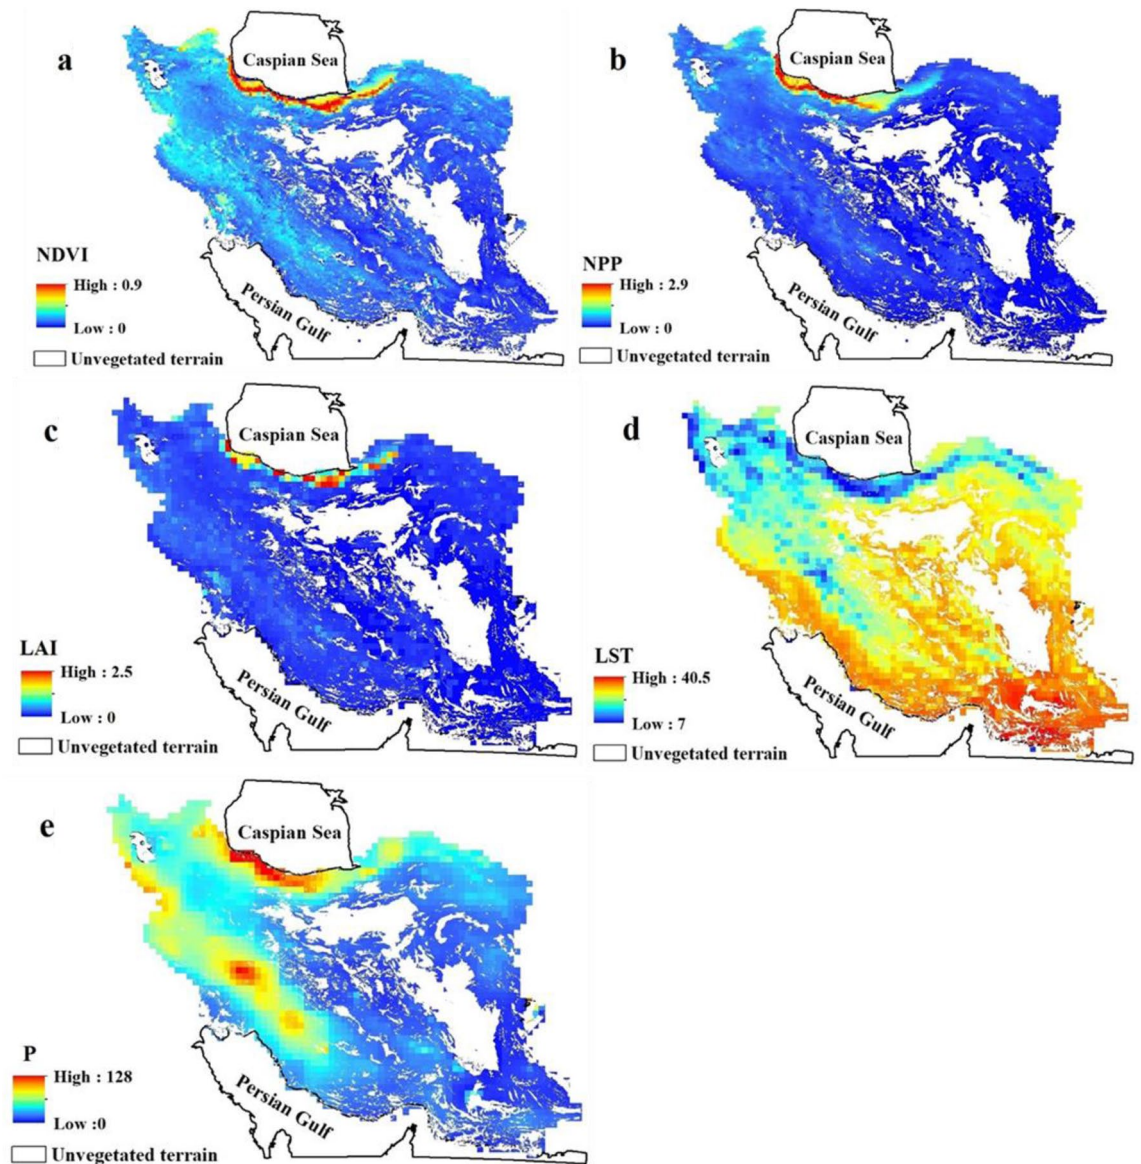 a
Caspian Sea
NDVI
High : 0.9
Low : 0
Persian Gulf
Unvegetated terrain
b
Caspian Sea
NPP
High : 2.9
Low : 0
Persian Gulf
Unvegetated terrain
c
Caspian Sea
LAI
High : 2.5
Low : 0
Persian Gulf
Unvegetated terrain
d
Caspian Sea
LST
High : 40.5
Low : 7
Persian Gulf
Unvegetated terrain
e
Caspian Sea
P
High : 128
Low :0
Persian Gulf
Unvegetated terrain